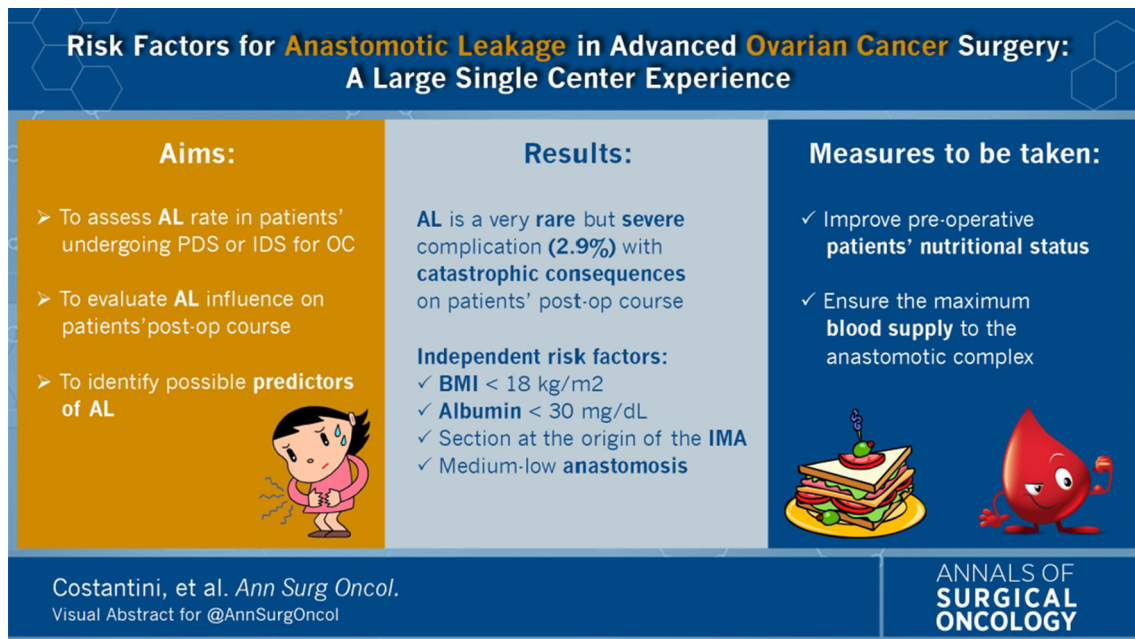 Risk Factors for Anastomotic Leakage in Advanced Ovarian Cancer Surgery:
A Large Single Center Experience
Aims:
➢ To assess AL rate in patients'
undergoing PDS or IDS for OC
➢ To evaluate AL influence on
patients'post-op course
➢ To identify possible predictors
of AL
Results:
AL is a very rare but severe
complication (2.9%) with
catastrophic consequences
on patients' post-op course
Independent risk factors:
✓ BMI < 18 kg/m2
✓ Albumin < 30 mg/dL
✓ Section at the origin of the IMA
✓ Medium-low anastomosis
Measures to be taken:
✓ Improve pre-operative
patients' nutritional status
✓ Ensure the maximum
blood supply to the
anastomotic complex
Costantini, et al. Ann Surg Oncol.
Visual Abstract for @AnnSurgOncol
ANNALS OF
SURGICAL
ONCOLOGY